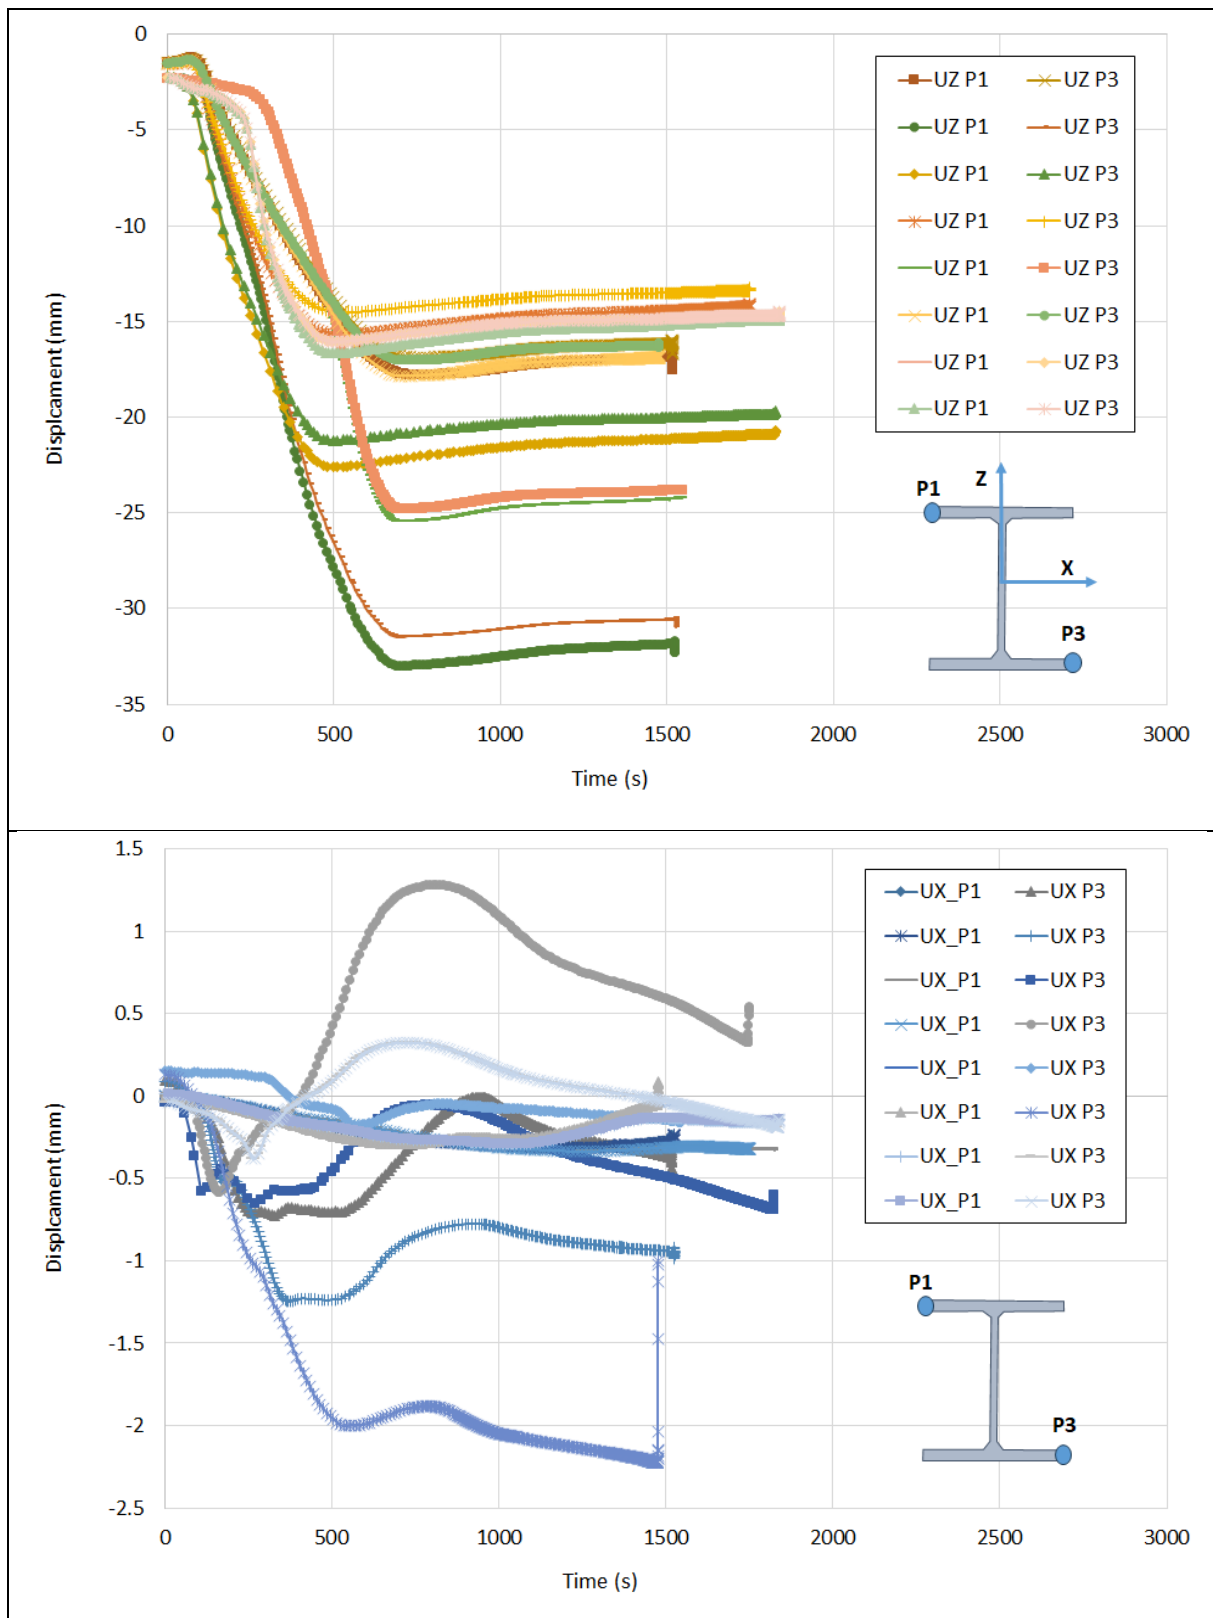 0
-5
-10
-15
-20
-25
-30
-35
Displcament (mm)
0 500 1000 1500 2000 2500 3000
Time (s)
UZ P1 UZ P3
UZ P1 UZ P3
UZ P1 UZ P3
UZ P1 UZ P3
UZ P1 UZ P3
UZ P1 UZ P3
UZ P1 UZ P3
UZ P1 UZ P3
P1 Z
X
P3
1.5
1
0.5
0
-0.5
-1
-1.5
-2
-2.5
Displcament (mm)
0 500 1000 1500 2000 2500 3000
Time (s)
UX_P1 UX P3
UX_P1 UX P3
UX_P1 UX P3
UX_P1 UX P3
UX_P1 UX P3
UX_P1 UX P3
UX_P1 UX P3
UX_P1 UX P3
P1
P3